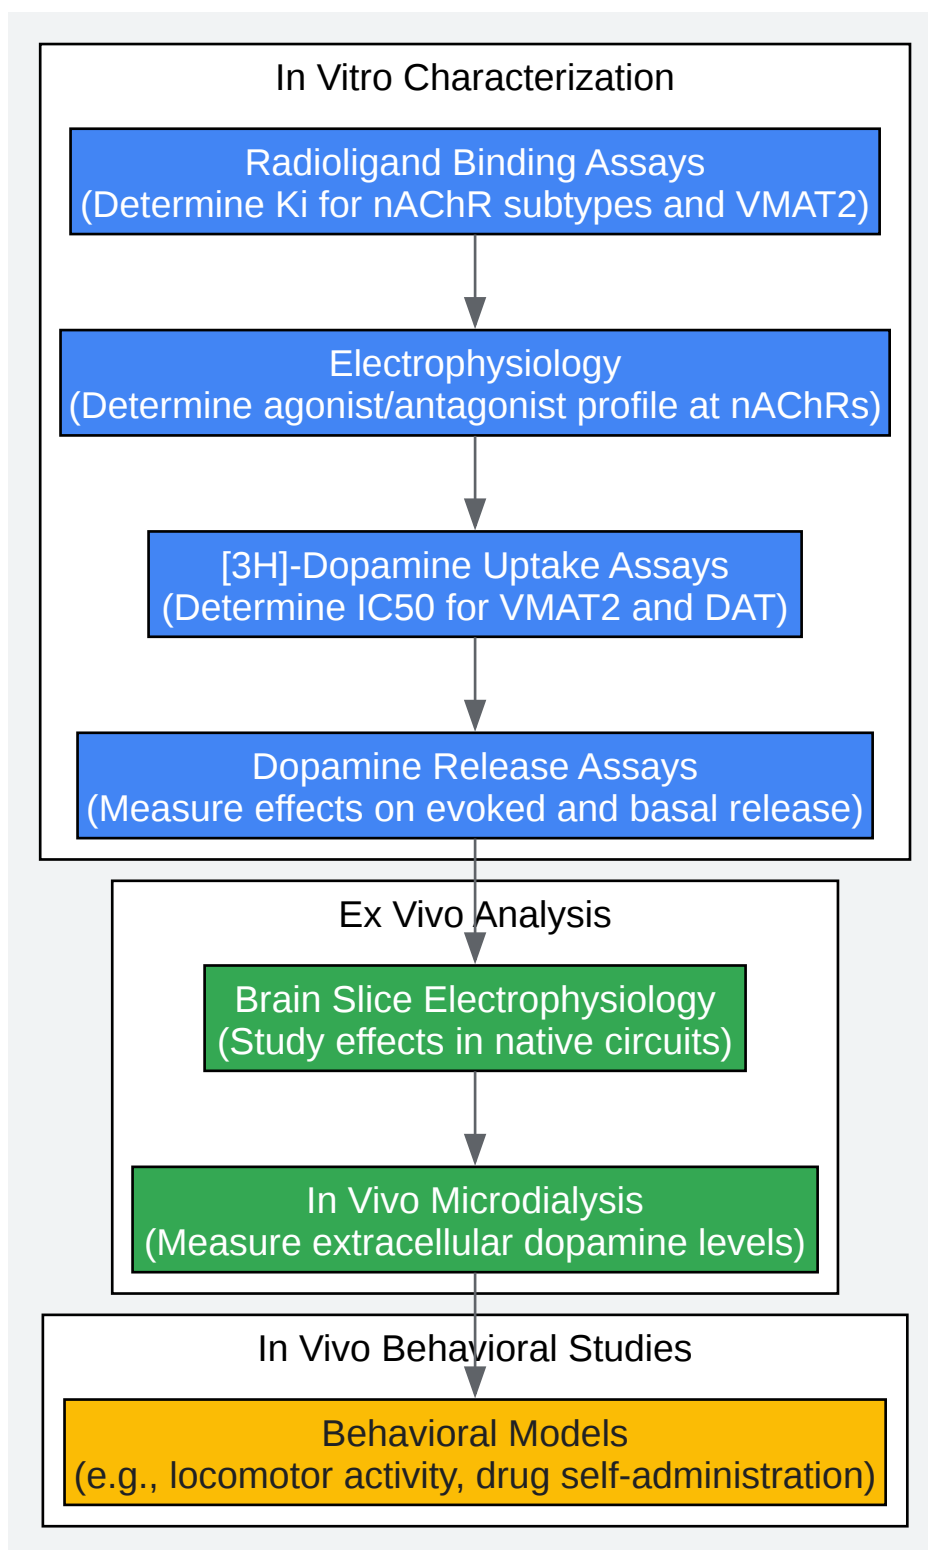 In Vitro Characterization
Radioligand Binding Assays
(Determine Ki for nAChR subtypes and VMAT2)
Electrophysiology
(Determine agonist/antagonist profile at nAChRs)
[3H]-Dopamine Uptake Assays
(Determine IC50 for VMAT2 and DAT)
Dopamine Release Assays
(Measure effects on evoked and basal release)
Ex Vivo Analysis
Brain Slice Electrophysiology
(Study effects in native circuits)
In Vivo Microdialysis
(Measure extracellular dopamine levels)
In Vivo Behavioral Studies
Behavioral Models
(e.g., locomotor activity, drug self-administration)